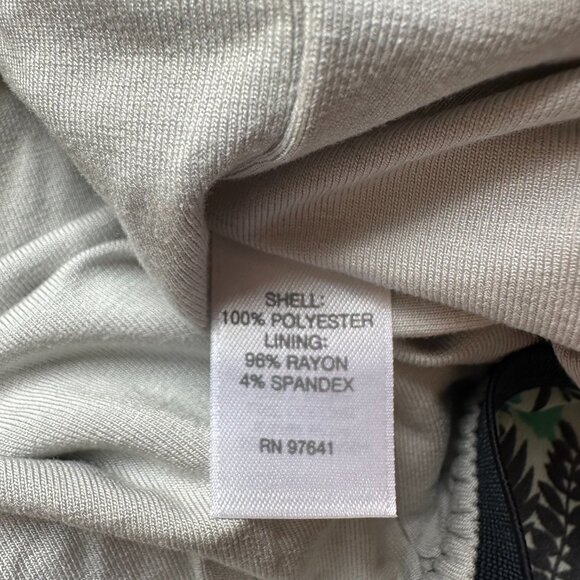 SHELL:
100% POLYESTER
LINING:
96% RAYON
4% SPANDEX
RN 97641